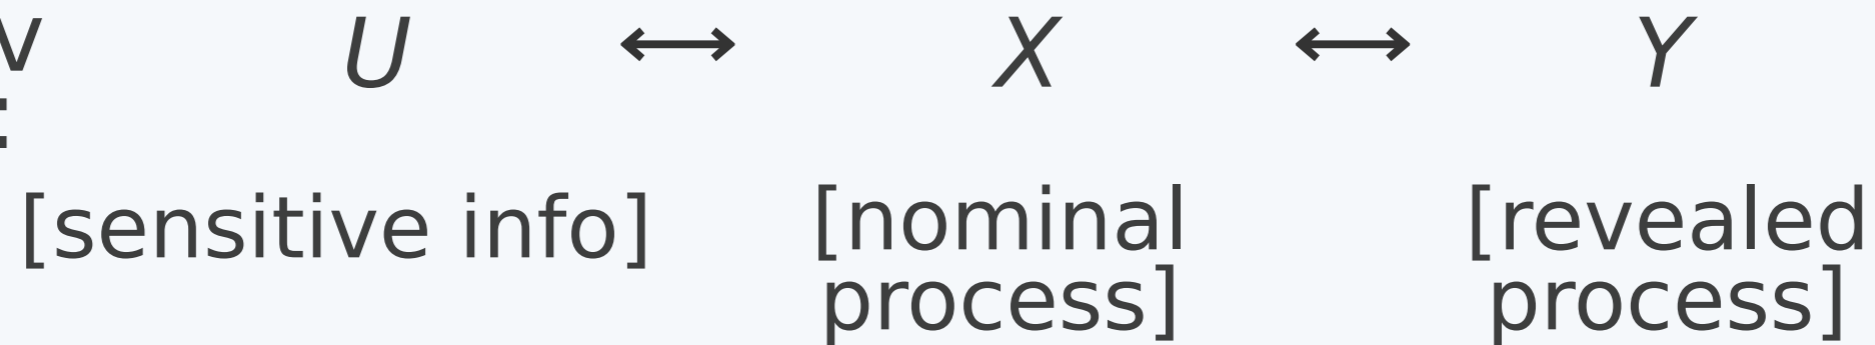 U ↔ X ↔ Y
[sensitive info] [nominal process] [revealed process]